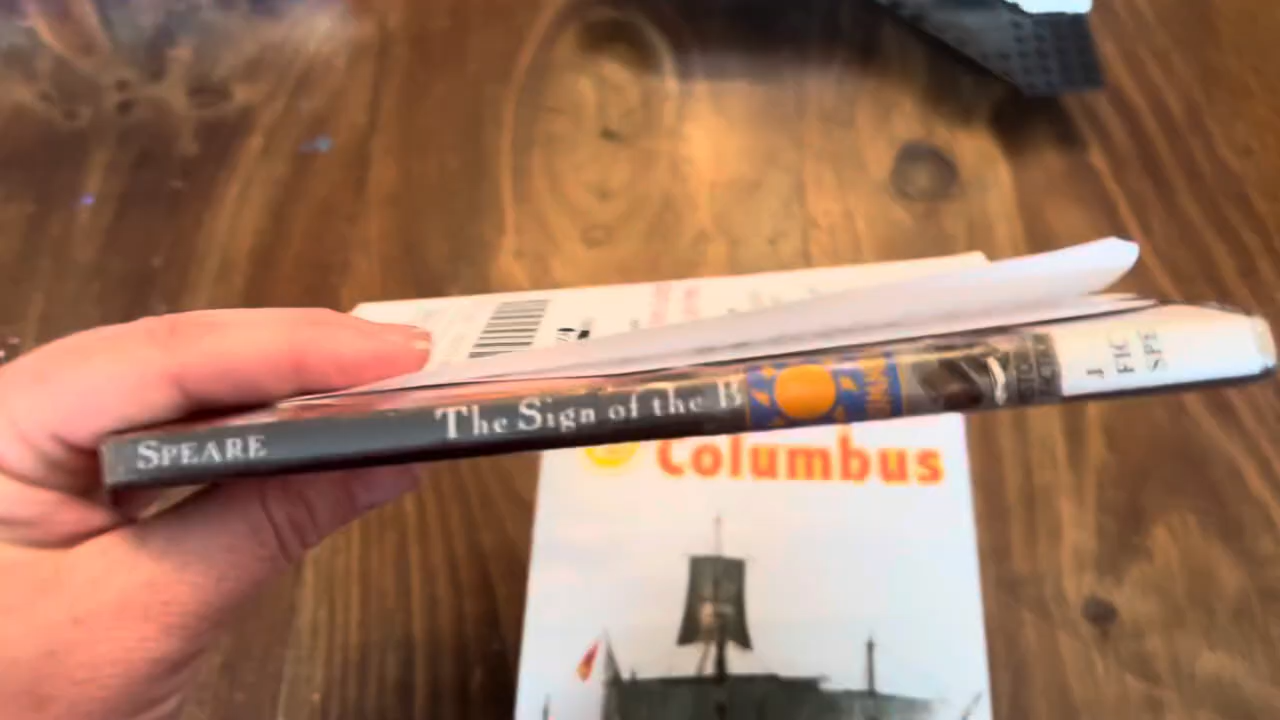 SPEARE
The Sign of the B
J
FIC
SPE
Columbus